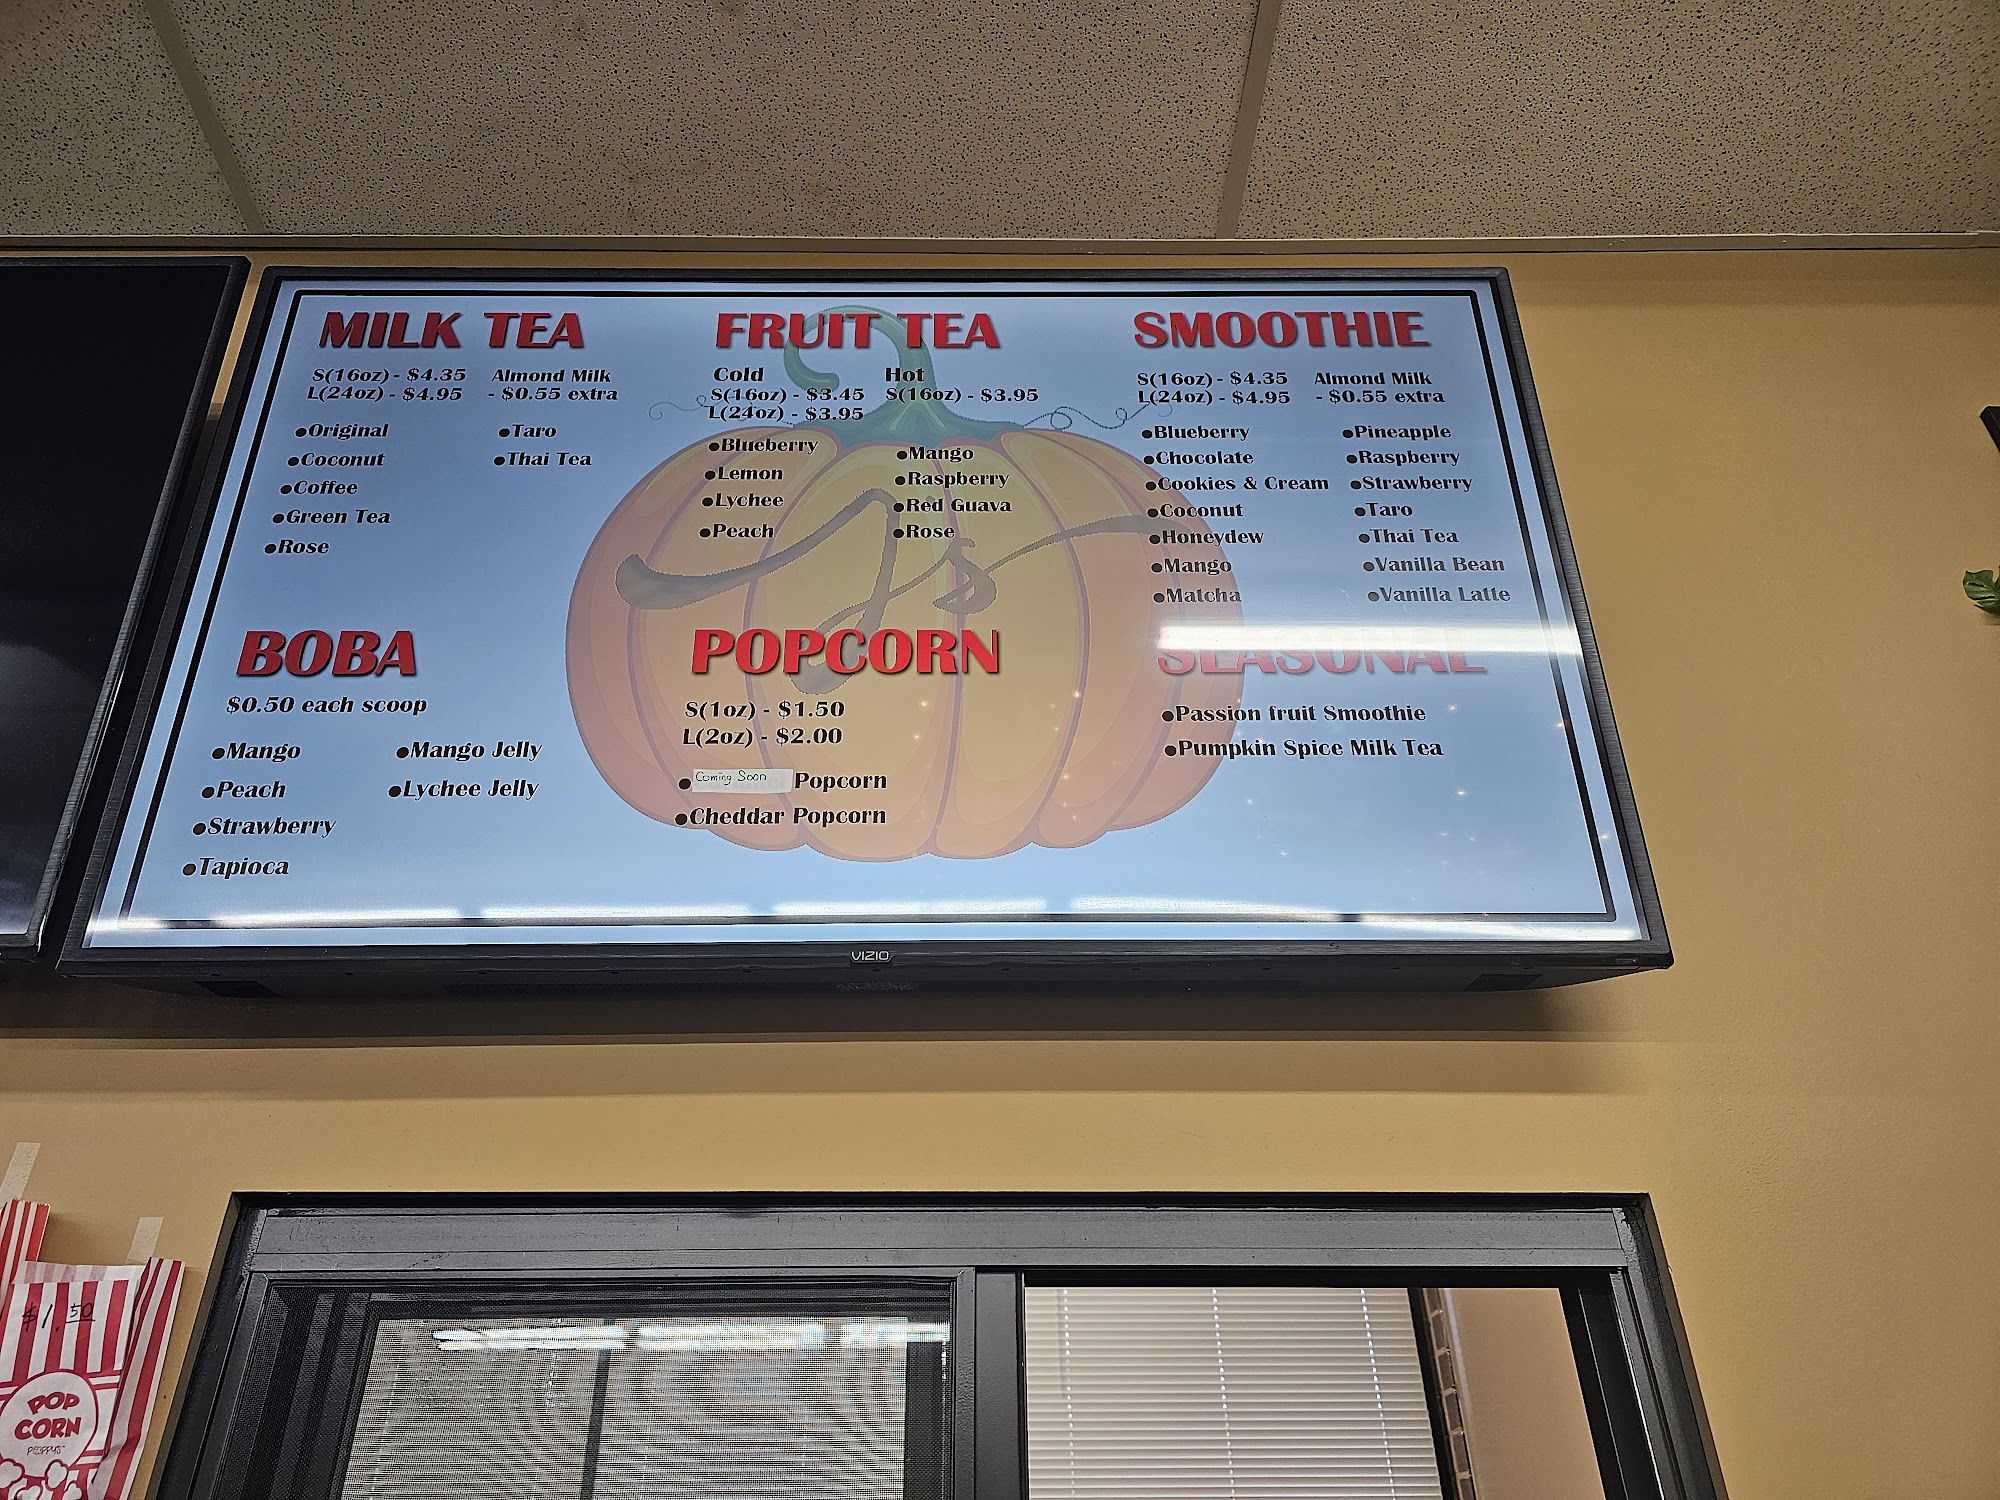 MILK TEA
S(16oz) - $4.35 Almond Milk
L(24oz) - $4.95 - $0.55 extra
●Original ●Taro
●Coconut ●Thai Tea
●Coffee
●Green Tea
●Rose
FRUIT TEA
Cold Hot
S(16oz) - $3.45 S(16oz) - $3.95
L(24oz) - $3.95
●Blueberry ●Mango
●Lemon ●Raspberry
●Lychee ●Red Guava
●Peach ●Rose
SMOOTHIE
S(16oz) - $4.35 Almond Milk
L(24oz) - $4.95 - $0.55 extra
●Blueberry ●Pineapple
●Chocolate ●Raspberry
●Cookies & Cream ●Strawberry
●Coconut ●Taro
●Honeydew ●Thai Tea
●Mango ●Vanilla Bean
●Matcha ●Vanilla Latte
J's
BOBA
$0.50 each scoop
●Mango ●Mango Jelly
●Peach ●Lychee Jelly
●Strawberry
●Tapioca
POPCORN
S(1oz) - $1.50
L(2oz) - $2.00
●Coming Soon Popcorn
●Cheddar Popcorn
SEASONAL
●Passion fruit Smoothie
●Pumpkin Spice Milk Tea
VIZIO
$1.50
POP
CORN
POPPY'S